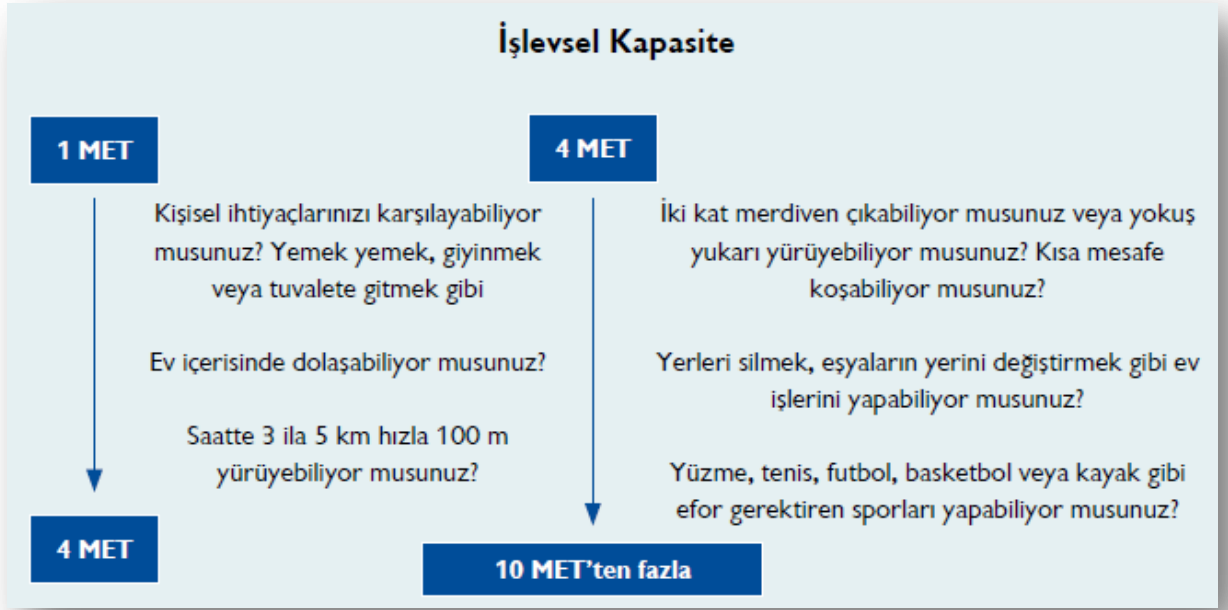 İşlevsel Kapasite
1 MET
Kişisel ihtiyaçlarınızı karşılayabiliyor
musunuz? Yemek yemek, giyinmek
veya tuvalete gitmek gibi
Ev içerisinde dolaşabiliyor musunuz?
Saatte 3 ila 5 km hızla 100 m
yürüyebiliyor musunuz?
4 MET
4 MET
İki kat merdiven çıkabiliyor musunuz veya yokuş
yukarı yürüyebiliyor musunuz? Kısa mesafe
koşabiliyor musunuz?
Yerleri silmek, eşyaların yerini değiştirmek gibi ev
işlerini yapabiliyor musunuz?
Yüzme, tenis, futbol, basketbol veya kayak gibi
efor gerektiren sporları yapabiliyor musunuz?
10 MET'ten fazla